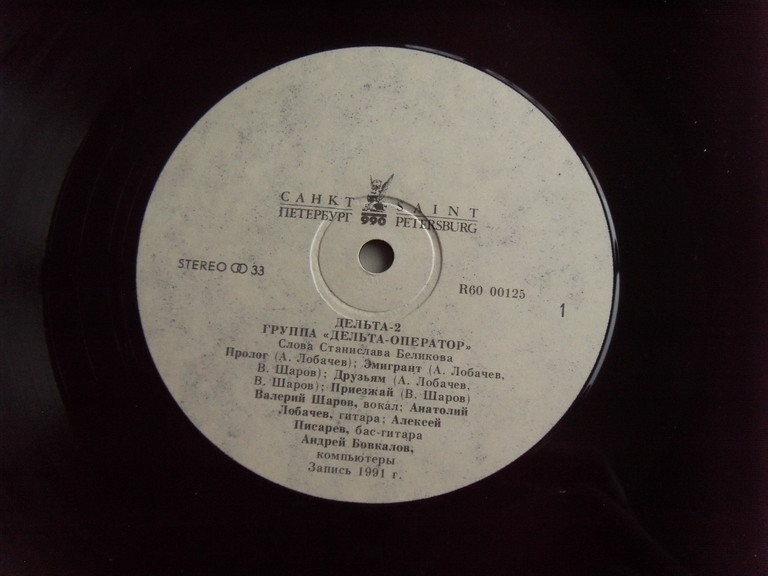 САНКТ SAINT
ПЕТЕРБУРГ 990 PETERSBURG
STEREO 33
R60 00125
1
ДЕЛЬТА-2
ГРУППА «ДЕЛЬТА-ОПЕРАТОР»
Слова Станислава Белякова
Пролог (А. Лобачев); Эмигрант (А. Лобачев,
В. Шаров); Друзьям (А. Лобачев,
В. Шаров); Приезжай (В. Шаров)
Валерий Шаров, вокал; Анатолий
Лобачев, гитара; Алексей
Писарев, бас-гитара
Андрей Бовкалов,
компьютеры
Запись 1991 г.